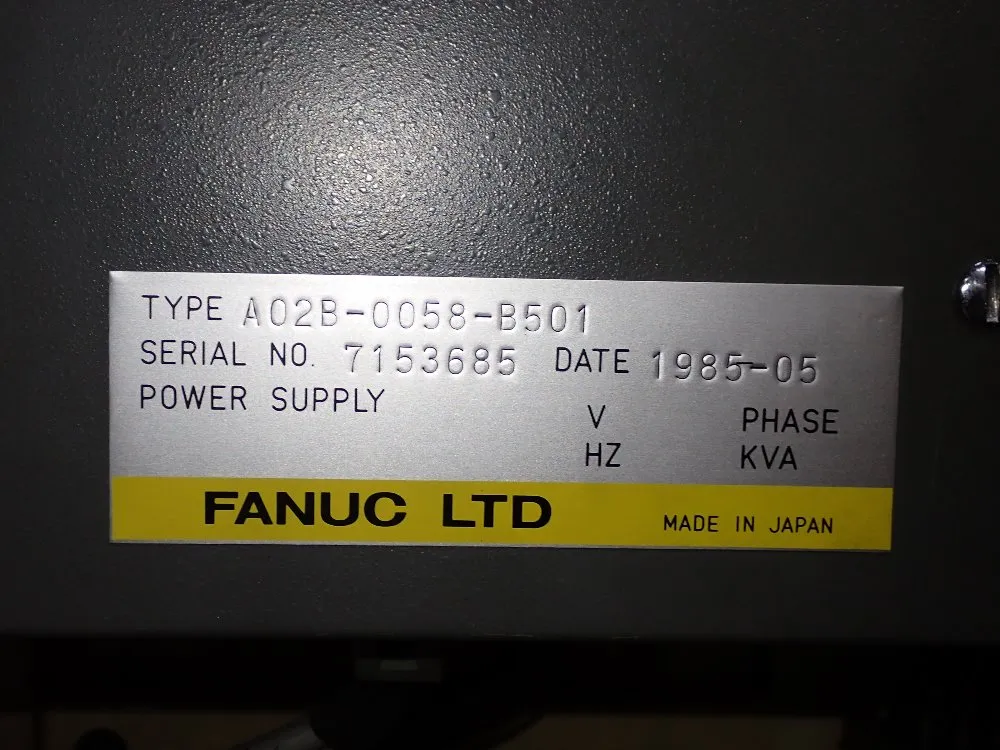 TYPE A02B-0058-B501
SERIAL NO. 7153685 DATE 1985-05
POWER SUPPLY
V PHASE
HZ KVA
FANUC LTD MADE IN JAPAN